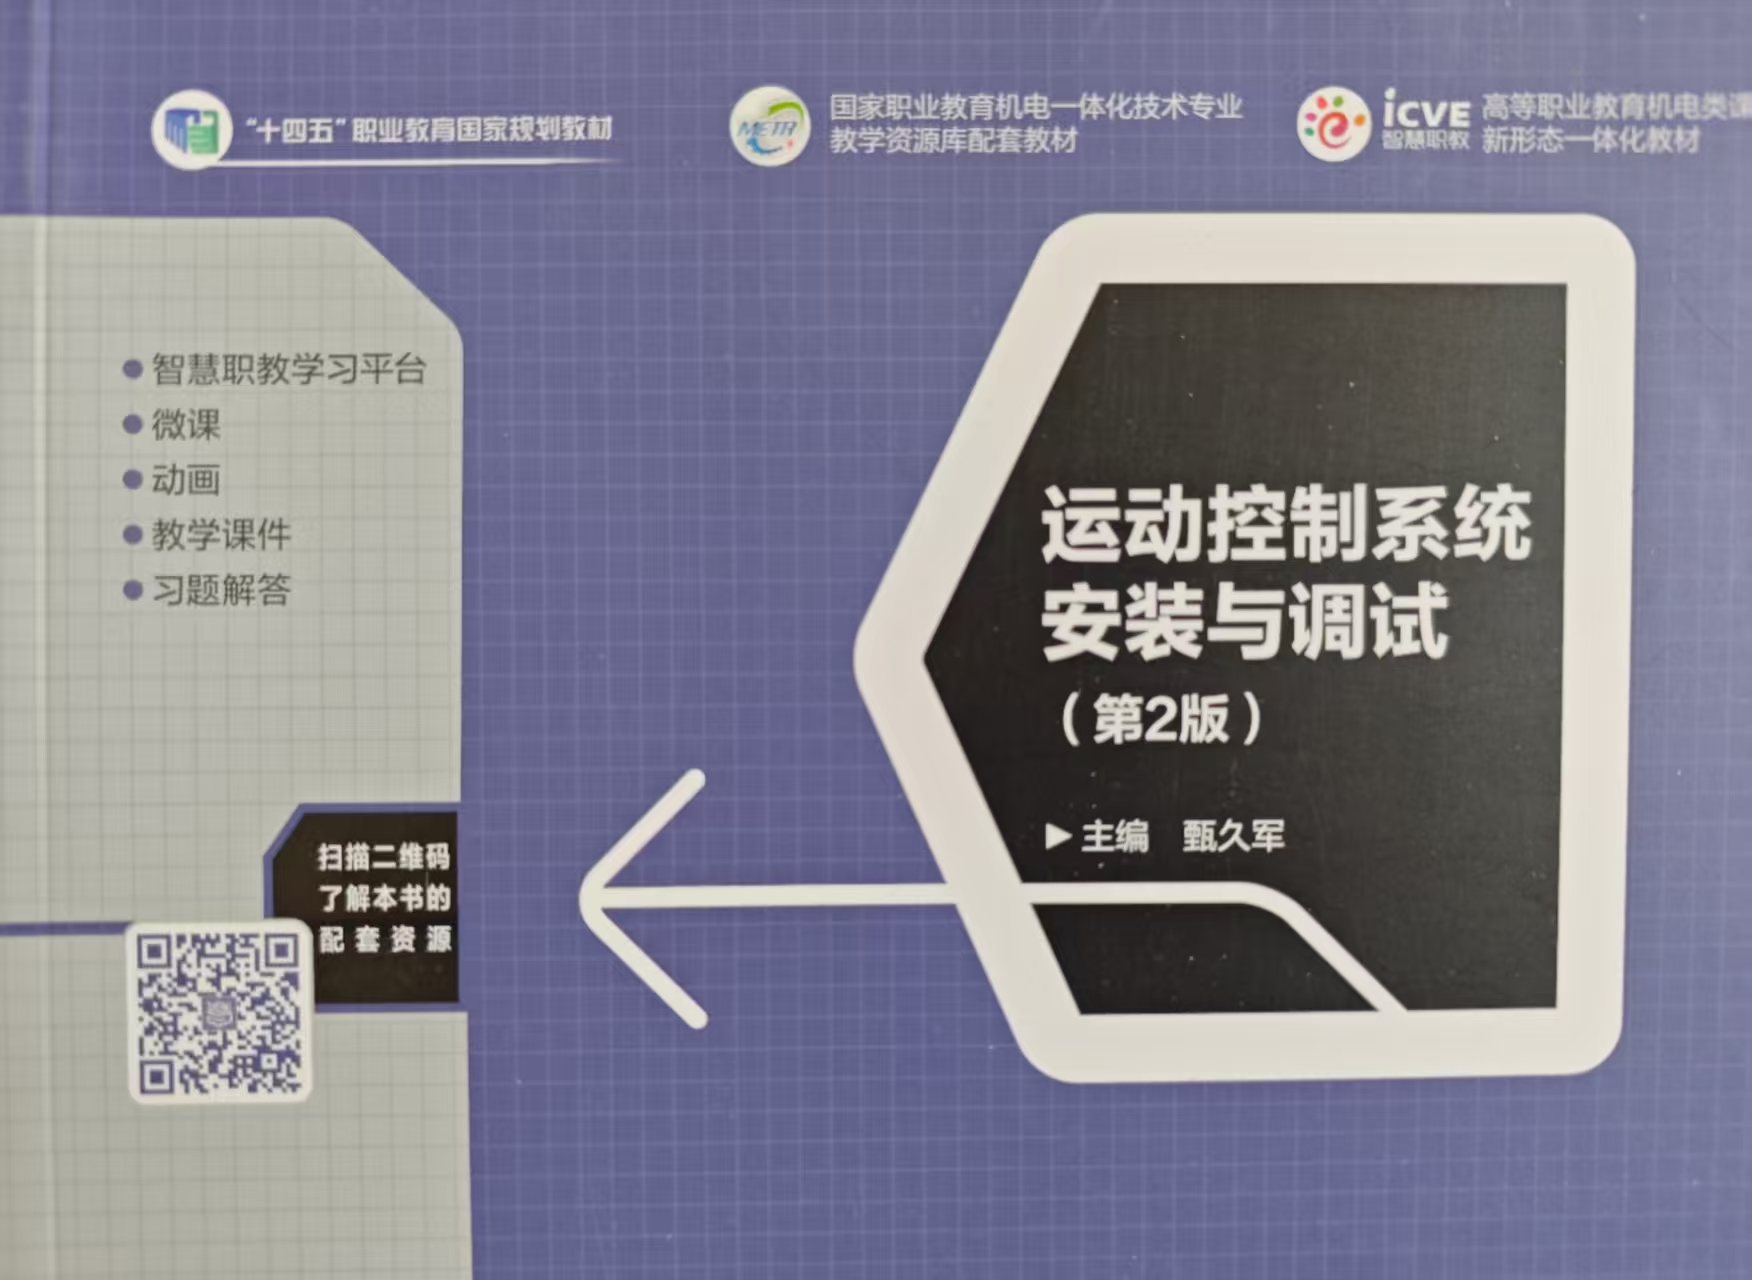 “十四五”职业教育国家规划教材
METR
国家职业教育机电一体化技术专业
教学资源库配套教材
iCVE
智慧职教
高等职业教育机电类课
新形态一体化教材
智慧职教学习平台
微课
动画
教学课件
习题解答
运动控制系统
安装与调试
（第2版）
主编 甄久军
扫描二维码
了解本书的
配套资源